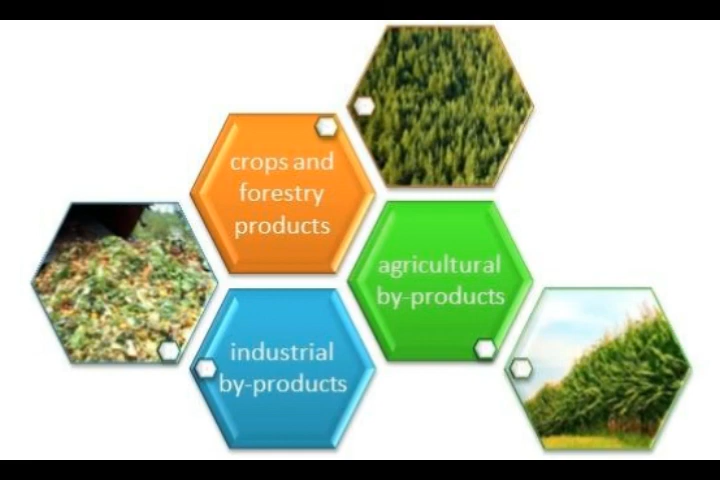 crops and
forestry
products
agricultural
by-products
industrial
by-products